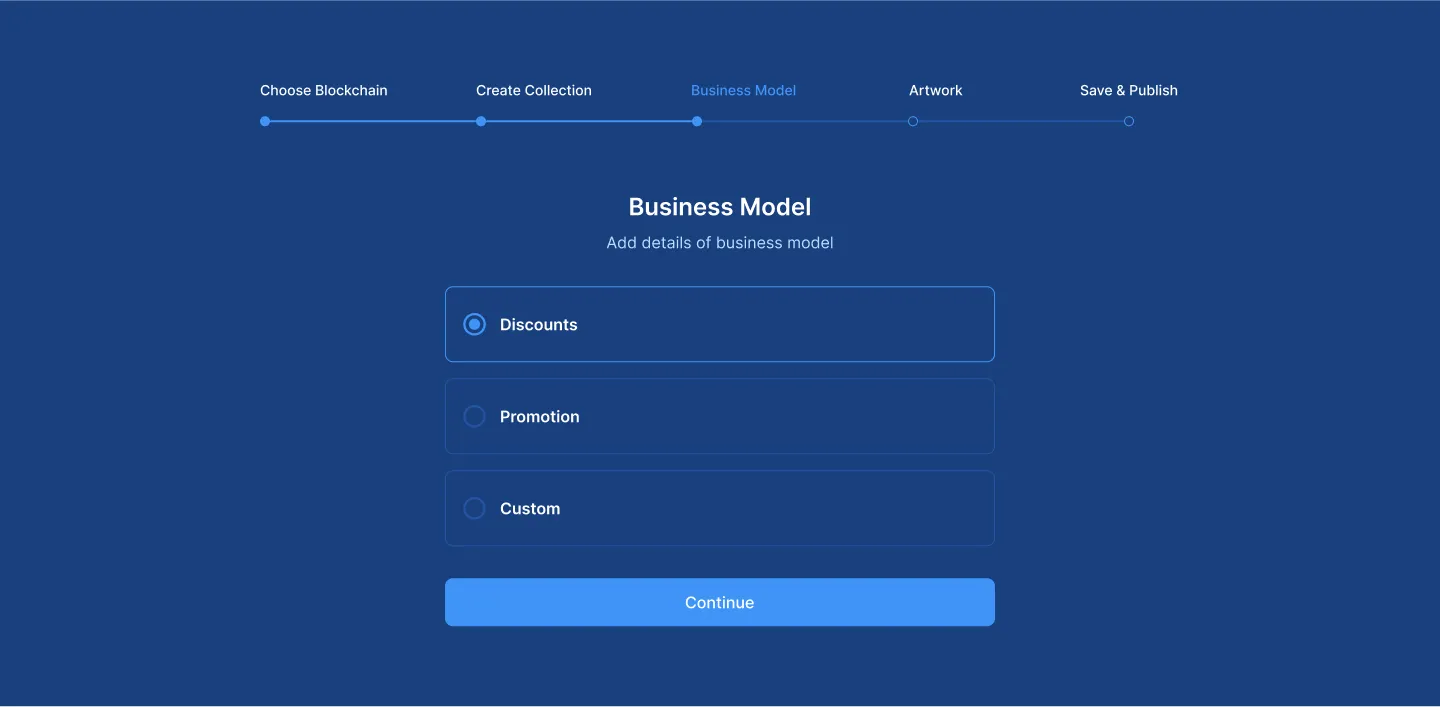 Choose Blockchain Create Collection Business Model Artwork Save & Publish
Business Model
Add details of business model
Discounts
Promotion
Custom
Continue